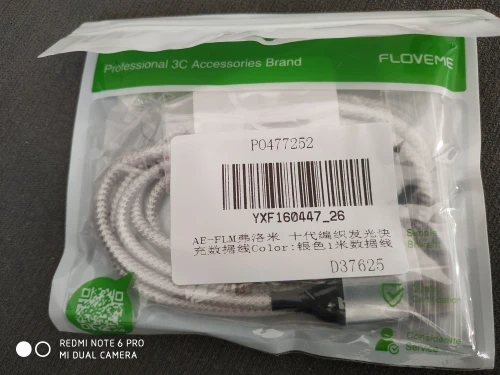 Professional 3C Accessories Brand
FLOVEME
P0477252
YXF160447_26
AE-FLM弗洛米 十代编织发光快
充数据线Color:银色1米数据线
D37625
Simple
Service
REDMI NOTE 6 PRO
MI DUAL CAMERA